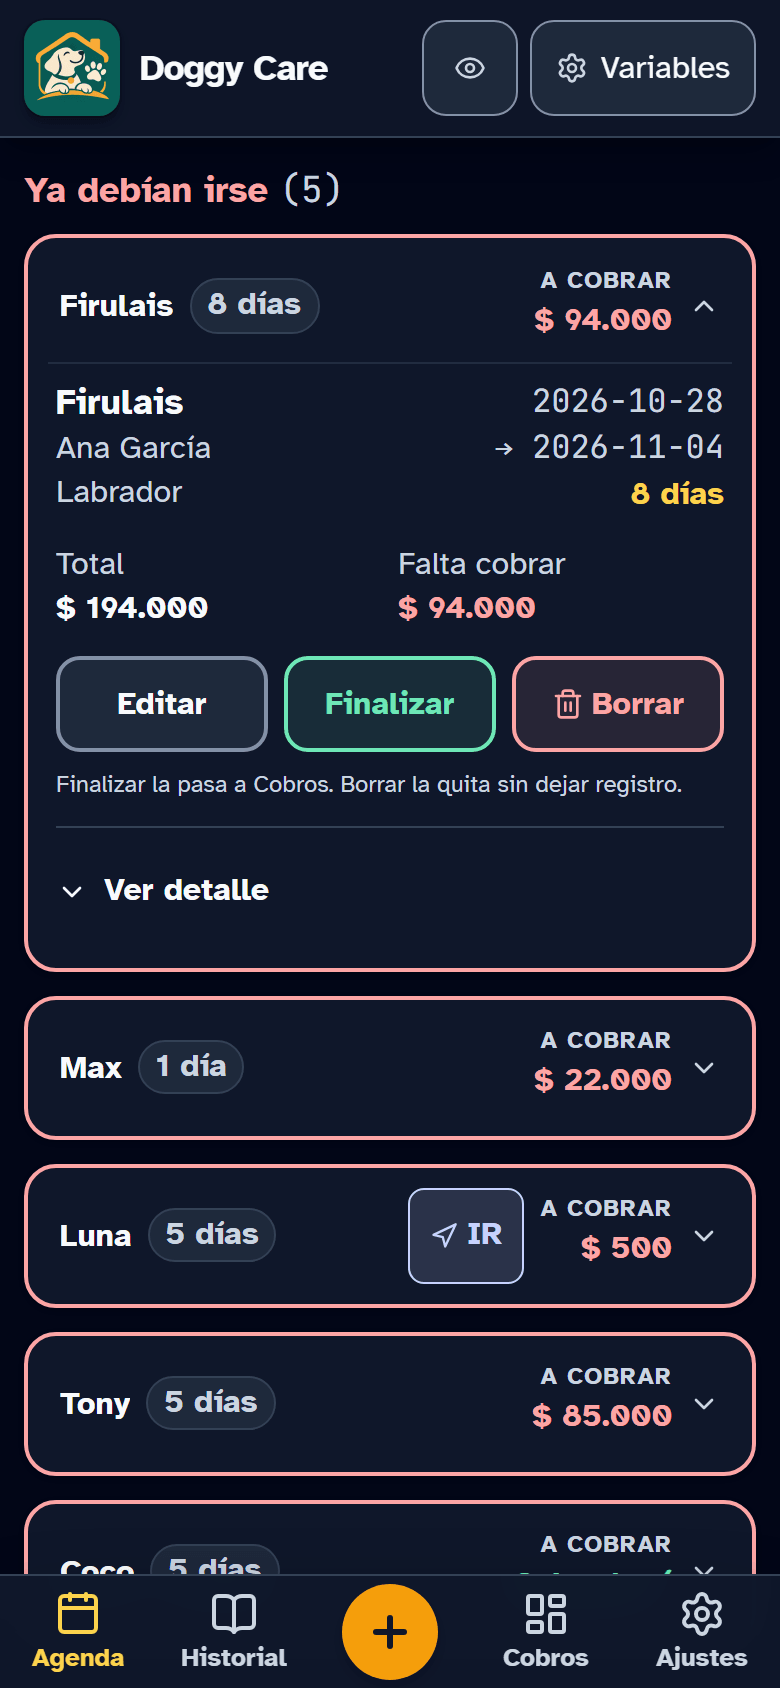 Doggy Care
Variables
Ya debían irse (5)
Firulais 8 días A COBRAR
$ 94.000
Firulais 2026-10-28
Ana García → 2026-11-04
Labrador 8 días
Total Falta cobrar
$ 194.000 $ 94.000
Editar Finalizar Borrar
Finalizar la pasa a Cobros. Borrar la quita sin dejar registro.
Ver detalle
Max 1 día A COBRAR
$ 22.000
Luna 5 días IR A COBRAR
$ 500
Tony 5 días A COBRAR
$ 85.000
Coco 5 días A COBRAR
Agenda Historial Cobros Ajustes